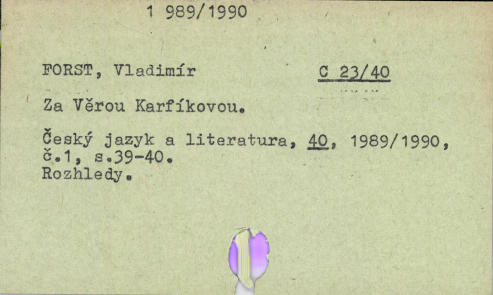 1 989/1990
FORST, Vladimír C 23/40
Za Věrou Karfíkovou.
Český jazyk a literatura, 40, 1989/1990,
č.1, s.39-40.
Rozhledy.